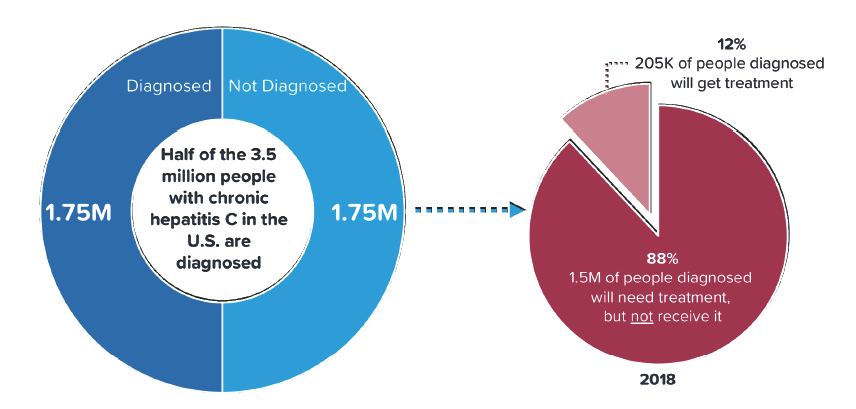 Diagnosed
Not Diagnosed
Half of the 3.5
million people
with chronic
hepatitis C in the
U.S. are
diagnosed
1.75M
1.75M
12%
205K of people diagnosed
will get treatment
88%
1.5M of people diagnosed
will need treatment,
but not receive it
2018